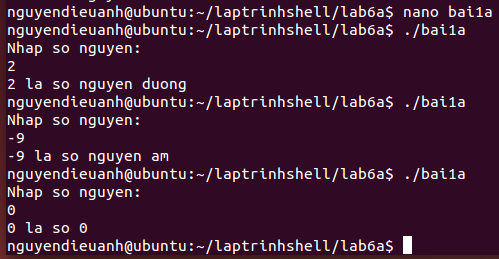 nguyendieuanh@ubuntu:~/laptrinhshell/lab6a$ nano bai1a
nguyendieuanh@ubuntu:~/laptrinhshell/lab6a$ ./bai1a
Nhap so nguyen:
2
2 la so nguyen duong
nguyendieuanh@ubuntu:~/laptrinhshell/lab6a$ ./bai1a
Nhap so nguyen:
-9
-9 la so nguyen am
nguyendieuanh@ubuntu:~/laptrinhshell/lab6a$ ./bai1a
Nhap so nguyen:
0
0 la so 0
nguyendieuanh@ubuntu:~/laptrinhshell/lab6a$